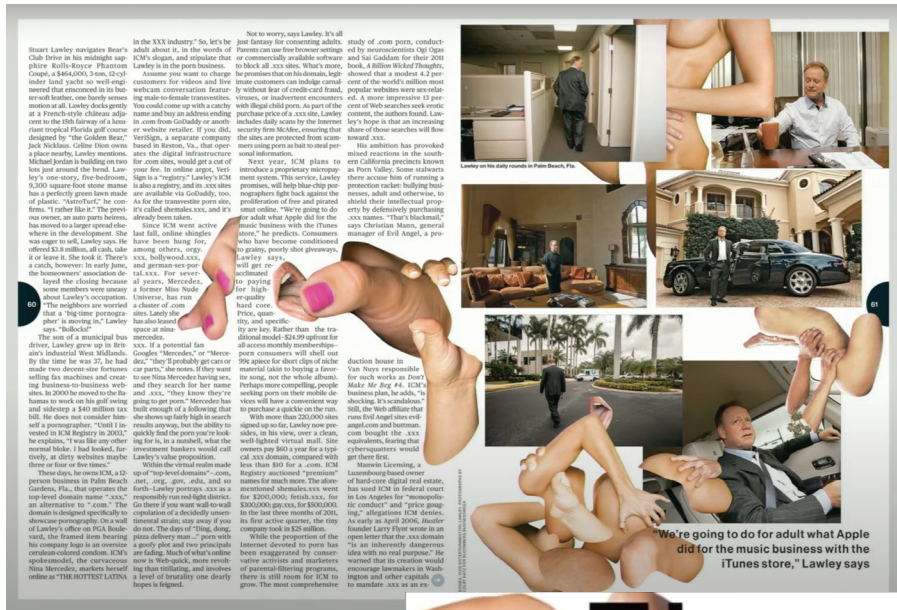 Stuart Lawley navigates Bear's
Club Drive in his midnight sap-
phire Rolls-Royce Phantom
Coupé, a $464,000, 3-ton, 12-cyl-
inder land yacht so well-engi-
neered that ensconced in its but-
ter-soft leather, one barely senses
motion at all. Lawley docks gently
at a French-style château adja-
cent to the 15th fairway of a luxu-
riant tropical Florida golf course
designed by "the Golden Bear,"
Jack Nicklaus. Celine Dion owns
a place nearby, Lawley mentions.
Michael Jordan is building on two
lots just around the bend. Law-
ley's one-story, five-bedroom,
9,300 square-foot stone manse
has a perfectly green lawn made
of plastic. "AstroTurf," he con-
firms. "I rather like it." The previ-
ous owner, an auto parts heiress,
has moved to a larger spread else-
where in the development. She
was eager to sell, Lawley says. He
offered $3.8 million, all cash, take
it or leave it. She took it. There's
a catch, however: In early June,
the homeowners' association de-
layed the closing because
some members were uneasy
about Lawley's occupation.
"The neighbors are worried
that a 'big-time pornogra-
pher' is moving in," Lawley
says. "Bollocks!"
The son of a municipal bus
driver, Lawley grew up in Brit-
ain's industrial West Midlands.
By the time he was 37, he had
made two decent-size fortunes
selling fax machines and creat-
ing business-to-business web-
sites. In 2000 he moved to the Ba-
hamas to work on his golf swing
and sidestep a $40 million tax
bill. He does not consider him-
self a pornographer. "Until I in-
vested in ICM Registry in 2003,"
he explains, "I was like any other
normal bloke. I had looked, fur-
tively, at dirty websites maybe
three or four or five times."
These days, he owns ICM, a 12-
person business in Palm Beach
Gardens, Fla., that operates the
top-level domain name ".xxx,"
an alternative to ".com." The
domain is designed specifically to
showcase pornography. On a wall
of Lawley's office on PGA Boule-
vard, the framed item bearing
his company logo is an oversize
cerulean-colored condom. ICM's
spokesmodel, the curvaceous
Nina Mercedez, markets herself
online as "THE HOTTEST LATINA
in the XXX industry." So, let's be
adult about it, in the words of
ICM's slogan, and stipulate that
Lawley is in the porn business.
Assume you want to charge
customers for videos and live
webcam conversation featur-
ing male-to-female transvestites.
You could come up with a catchy
name and buy an address ending
in .com from GoDaddy or anoth-
er website retailer. If you did,
VeriSign, a separate company
based in Reston, Va., that oper-
ates the digital infrastructure
for .com sites, would get a cut of
your fee. In online argot, Veri-
Sign is a "registry." Lawley's ICM
is also a registry, and its .xxx sites
are available via GoDaddy, too.
As for the transvestite porn site,
it's called shemales.xxx, and it's
already been taken.
Since ICM went active
last fall, online shingles
have been hung for,
among others, orgy.
xxx, bollywood.xxx,
and german-sex-por-
tal.xxx. For sever-
al years, Mercedez,
a former Miss Nude
Universe, has run
a cluster of .com
sites. Lately she
has also leased
space at nina-
mercedez.
xxx. If a potential fan
Googles "Mercedes," or "Merce-
dez," "they'll probably get cars or
car parts," she notes. If they want
to see Nina Mercedez having sex,
and they search for her name
and .xxx, "they know they're
going to get porn." Mercedez has
built enough of a following that
she shows up fairly high in search
results anyway, but the ability to
quickly find the porn you're look-
ing for is, in a nutshell, what the
investment bankers would call
Lawley's value proposition.
Within the virtual realm made
up of "top-level domains"–.com,
.net, .org, .gov, .edu, and so
forth–Lawley portrays .xxx as a
responsibly run red-light district.
Go there if you want wall-to-wall
copulation of a decidedly unsen-
timental strain; stay away if you
do not. The days of "Ding, dong,
pizza delivery man ..." porn with
a goofy plot and two principals
are fading. Much of what's online
now is Web-quick, more revolt-
ing than titillating, and involves
a level of brutality one dearly
hopes is feigned.
Not to worry, says Lawley. It's all
just fantasy for consenting adults.
Parents can use free browser settings
or commercially available software
to block all .xxx sites. What's more,
he promises that on his domain, legit-
imate customers can indulge carnal-
ly without fear of credit-card fraud,
viruses, or inadvertent encounters
with illegal child porn. As part of the
purchase price of a .xxx site, Lawley
includes daily scans by the Internet
security firm McAfee, ensuring that
the sites are protected from scam-
mers using porn as bait to steal per-
sonal information.
Next year, ICM plans to
introduce a proprietary micropay-
ment system. This service, Lawley
promises, will help blue-chip por-
nographers fight back against the
proliferation of free and pirated
smut online. "We're going to do
for adult what Apple did for the
music business with the iTunes
store," he predicts. Consumers
who have become conditioned
to grainy, poorly shot giveaways,
Lawley says,
will get re-
acclimated
to paying
for high-
er-quality
hard core.
Price, quan-
tity, and specific-
ity are key. Rather than the tra-
ditional model–$24.99 upfront for
all-access monthly memberships–
porn consumers will shell out
99¢ apiece for short clips of niche
material (akin to buying a favor-
ite song, not the whole album).
Perhaps more compelling, people
seeking porn on their mobile de-
vices will have a convenient way
to purchase a quickie on the run.
With more than 220,000 sites
signed up so far, Lawley now pre-
sides, in his view, over a clean,
well-lighted virtual mall. Site
owners pay $60 a year for a typi-
cal .xxx domain, compared with
less than $10 for a .com. ICM
Registry auctioned "premium"
names for much more. The afore-
mentioned shemales.xxx went
for $200,000; fetish.xxx, for
$300,000; gay.xxx, for $500,000.
In the last three months of 2011,
its first active quarter, the tiny
company took in $25 million.
While the proportion of the
Internet devoted to porn has
been exaggerated by conser-
vative activists and marketers
of parental-filtering programs,
there is still room for ICM to
grow. The most comprehensive
study of .com porn, conduct-
ed by neuroscientists Ogi Ogas
and Sai Gaddam for their 2011
book, A Billion Wicked Thoughts,
showed that a modest 4.2 per-
cent of the world's million most
popular websites were sex-relat-
ed. A more impressive 13 per-
cent of Web searches seek erotic
content, the authors found. Law-
ley's hope is that an increasing
share of those searches will flow
toward .xxx.
His ambition has provoked
mixed reactions in the south-
ern California precincts known
as Porn Valley. Some stalwarts
there accuse him of running a
protection racket: bullying busi-
nesses, adult and otherwise, to
shield their intellectual prop-
erty by defensively purchasing
.xxx names. "That's blackmail,"
says Christian Mann, general
manager of Evil Angel, a pro-
duction house in
Van Nuys responsible
for such works as Don't
Make Me Beg #4. ICM's
business plan, he adds, "is
shocking. It's scandalous."
Still, the Web affiliate that
runs Evil Angel sites evil-
angel.com and buttman.
com bought the .xxx
equivalents, fearing that
cybersquatters would
get there first.
Manwin Licensing, a
Luxembourg-based owner
of hard-core digital real estate,
has sued ICM in federal court
in Los Angeles for "monopolis-
tic conduct" and "price goug-
ing," allegations ICM denies.
As early as April 2006, Hustler
founder Larry Flynt wrote in an
open letter that the .xxx domain
"is an inherently dangerous
idea with no real purpose." He
warned that its creation would
encourage lawmakers in Wash-
ington and other capitals
to mandate .xxx as an ex-
Lawley on his daily rounds in Palm Beach, Fla.
60
61
"We're going to do for adult what Apple
did for the music business with the
iTunes store," Lawley says